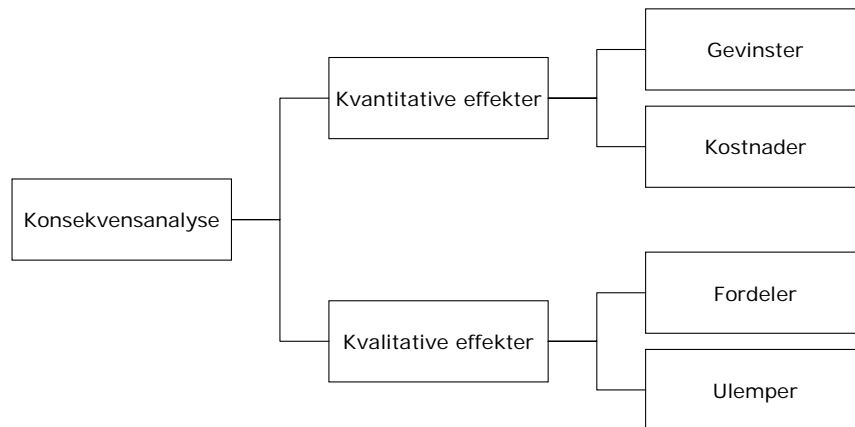 Gevinster
Kvantitative effekter
Kostnader
Konsekvensanalyse
Fordeler
Kvalitative effekter
Ulemper